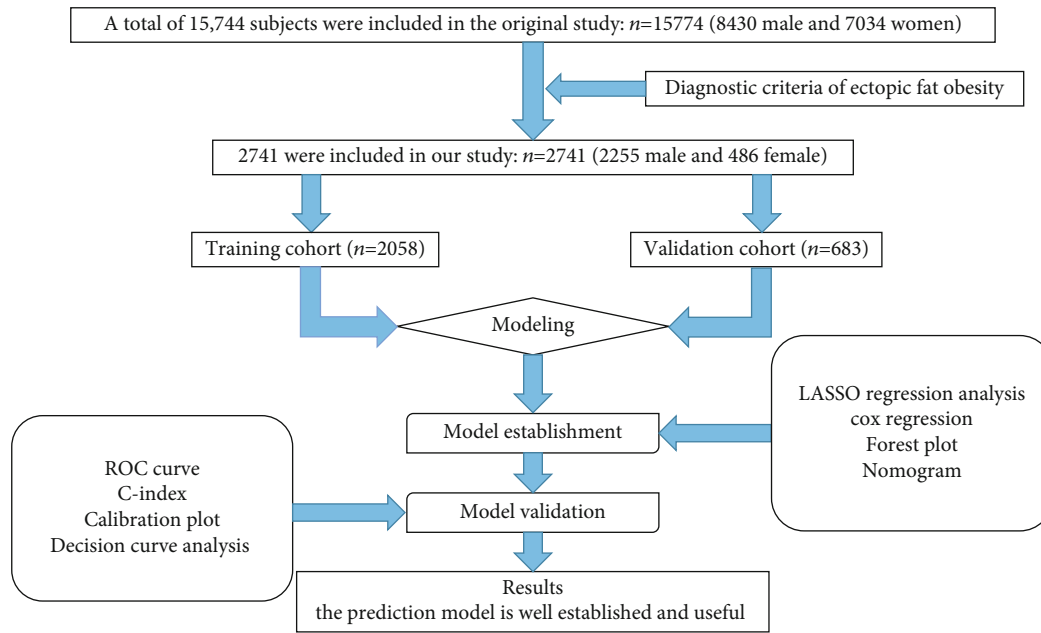 A total of 15,744 subjects were included in the original study: n=15774 (8430 male and 7034 women)
Diagnostic criteria of ectopic fat obesity
2741 were included in our study: n=2741 (2255 male and 486 female)
Training cohort (n=2058)
Validation cohort (n=683)
Modeling
LASSO regression analysis
cox regression
Forest plot
Nomogram
Model establishment
ROC curve
C-index
Calibration plot
Decision curve analysis
Model validation
Results
the prediction model is well established and useful